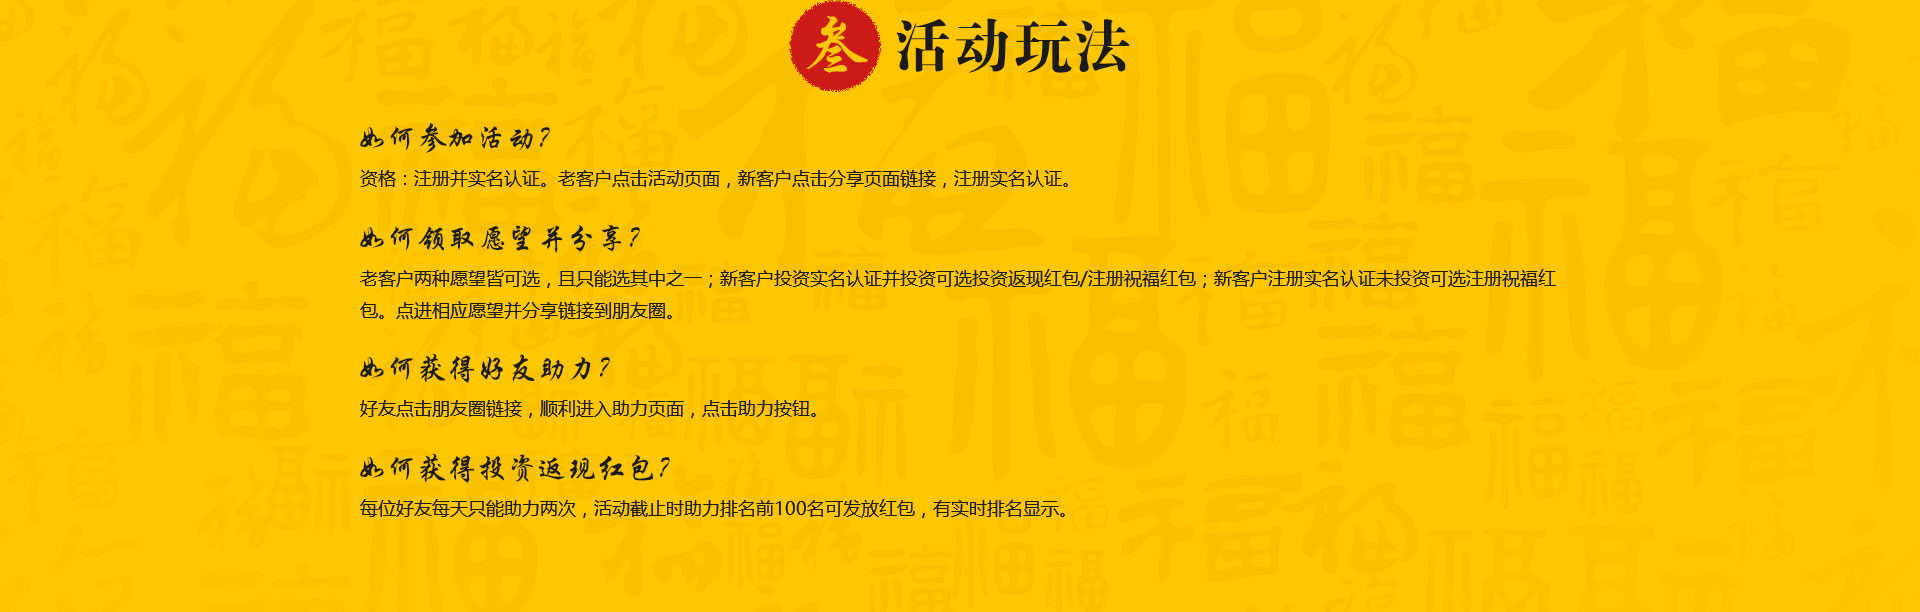 叁 活动玩法
如何参加活动?
资格：注册并实名认证。老客户点击活动页面，新客户点击分享页面链接，注册实名认证。
如何领取愿望并分享?
老客户两种愿望皆可选，且只能选其中之一；新客户投资实名认证并投资可选投资返现红包/注册祝福红包；新客户注册实名认证未投资可选注册祝福红
包。点进相应愿望并分享链接到朋友圈。
如何获得好友助力?
好友点击朋友圈链接，顺利进入助力页面，点击助力按钮。
如何获得投资返现红包?
每位好友每天只能助力两次，活动截止时助力排名前100名可发放红包，有实时排名显示。